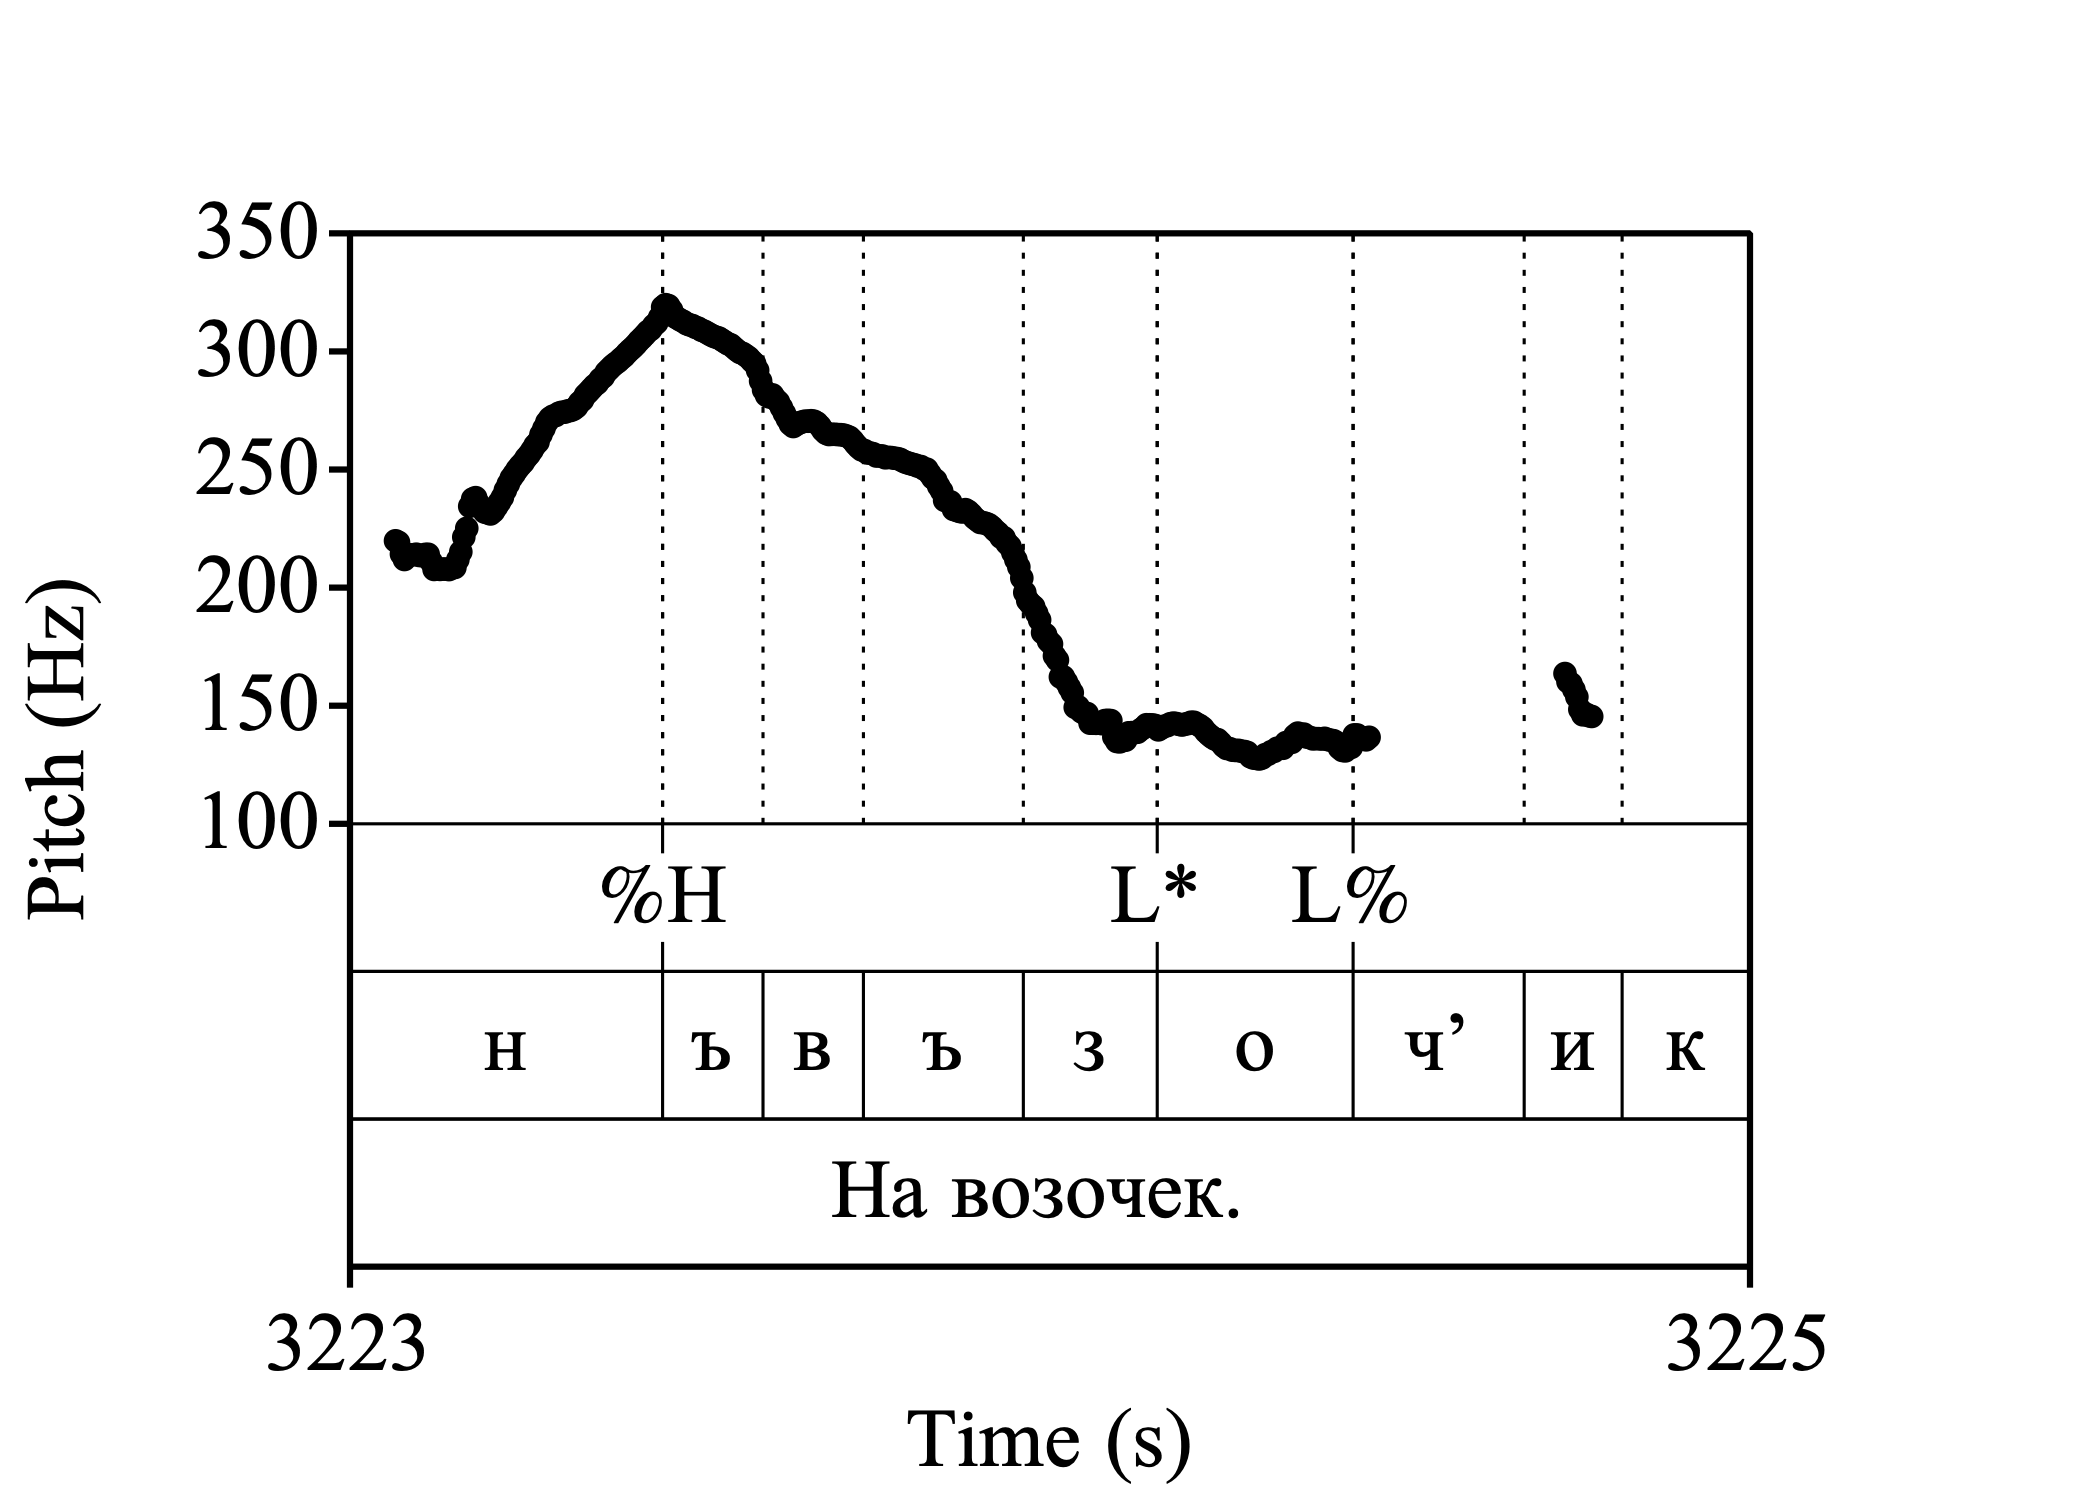 350
300
250
200
150
100
Pitch (Hz)
%H L* L%
н ъ в ъ з о ч’ и к
На возочек.
3223 3225
Time (s)